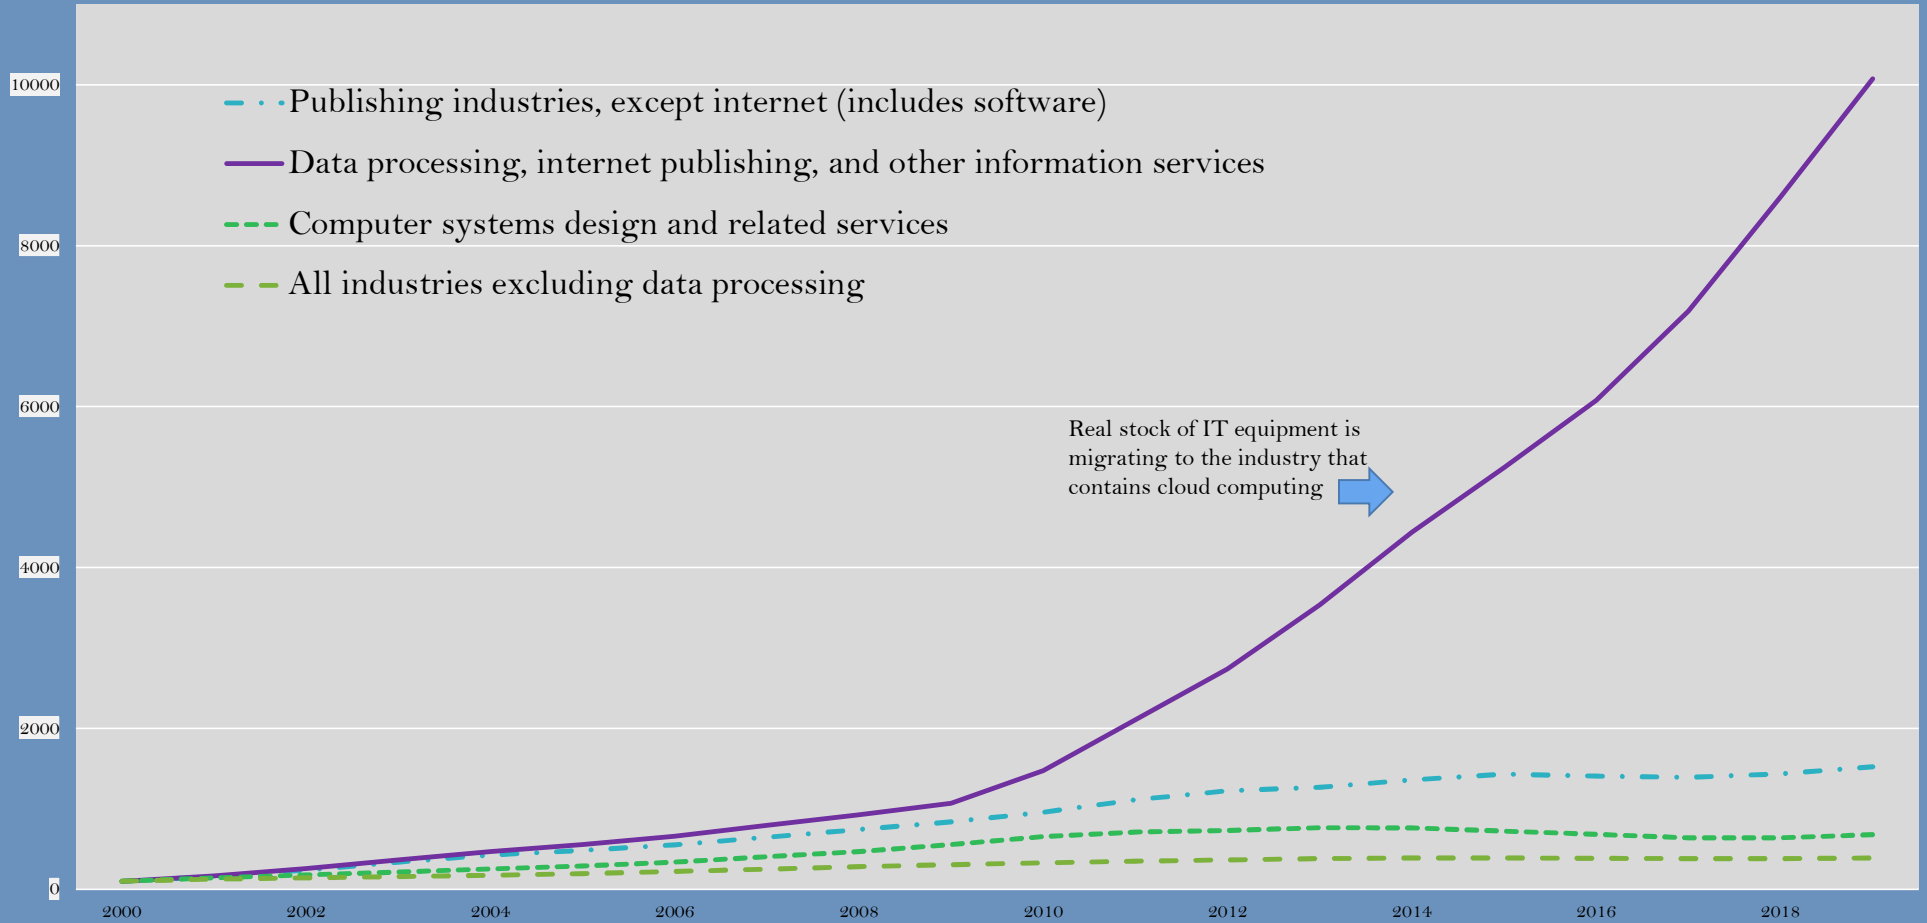 10000
8000
6000
4000
2000
0
Publishing industries, except internet (includes software)
Data processing, internet publishing, and other information services
Computer systems design and related services
All industries excluding data processing
Real stock of IT equipment is
migrating to the industry that
contains cloud computing
2000 2002 2004 2006 2008 2010 2012 2014 2016 2018